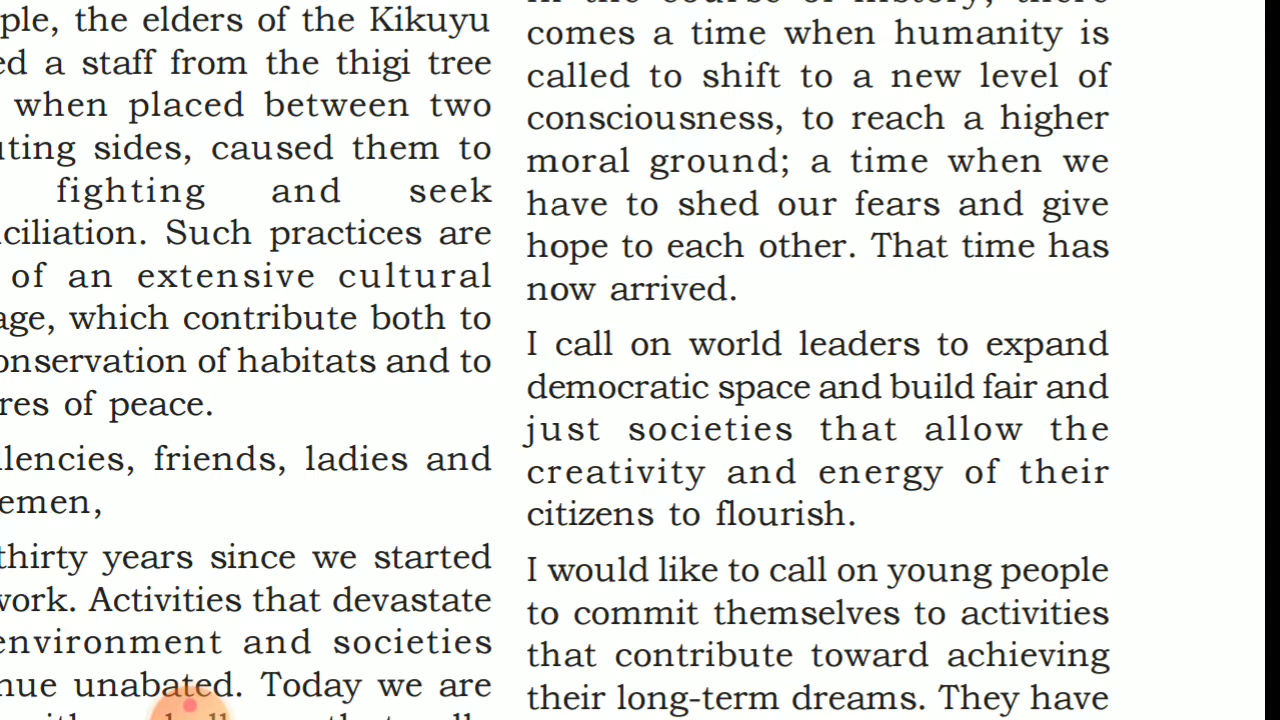 ple, the elders of the Kikuyu
ed a staff from the thigi tree
when placed between two
uting sides, caused them to
fighting and seek
ciliation. Such practices are
of an extensive cultural
age, which contribute both to
onservation of habitats and to
res of peace.
lencies, friends, ladies and
emen,
thirty years since we started
work. Activities that devastate
environment and societies
nue unabated. Today we are
in the course of history, there
comes a time when humanity is
called to shift to a new level of
consciousness, to reach a higher
moral ground; a time when we
have to shed our fears and give
hope to each other. That time has
now arrived.
I call on world leaders to expand
democratic space and build fair and
just societies that allow the
creativity and energy of their
citizens to flourish.
I would like to call on young people
to commit themselves to activities
that contribute toward achieving
their long-term dreams. They have